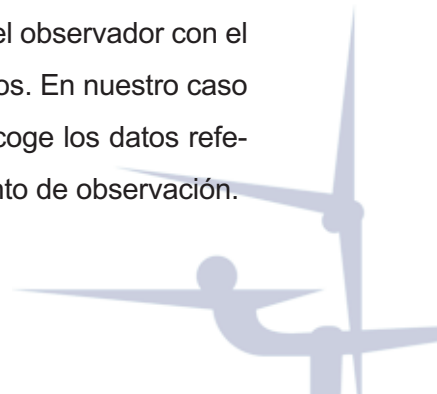 el observador con el
os. En nuestro caso
coge los datos refe-
nto de observación.